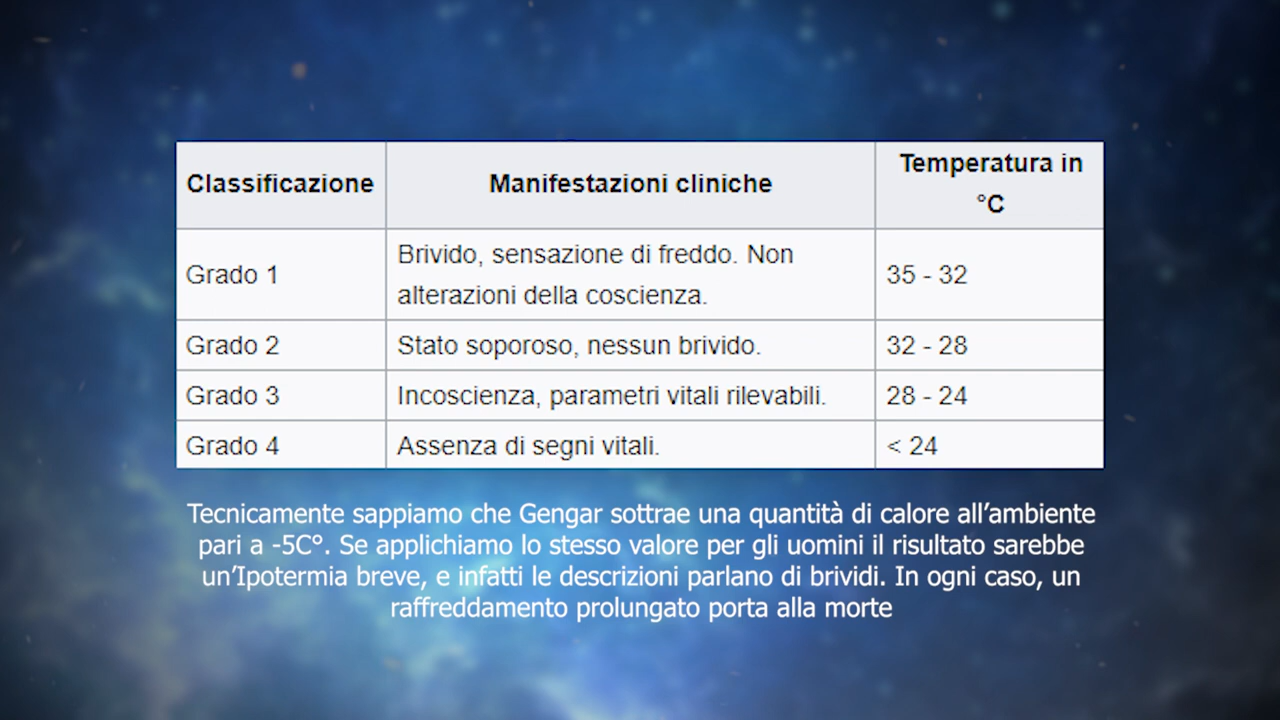 Classificazione Manifestazioni cliniche Temperatura in °C
Grado 1 Brivido, sensazione di freddo. Non alterazioni della coscienza. 35 - 32
Grado 2 Stato soporoso, nessun brivido. 32 - 28
Grado 3 Incoscienza, parametri vitali rilevabili. 28 - 24
Grado 4 Assenza di segni vitali. < 24
Tecnicamente sappiamo che Gengar sottrae una quantità di calore all’ambiente
pari a -5C°. Se applichiamo lo stesso valore per gli uomini il risultato sarebbe
un’Ipotermia breve, e infatti le descrizioni parlano di brividi. In ogni caso, un
raffreddamento prolungato porta alla morte